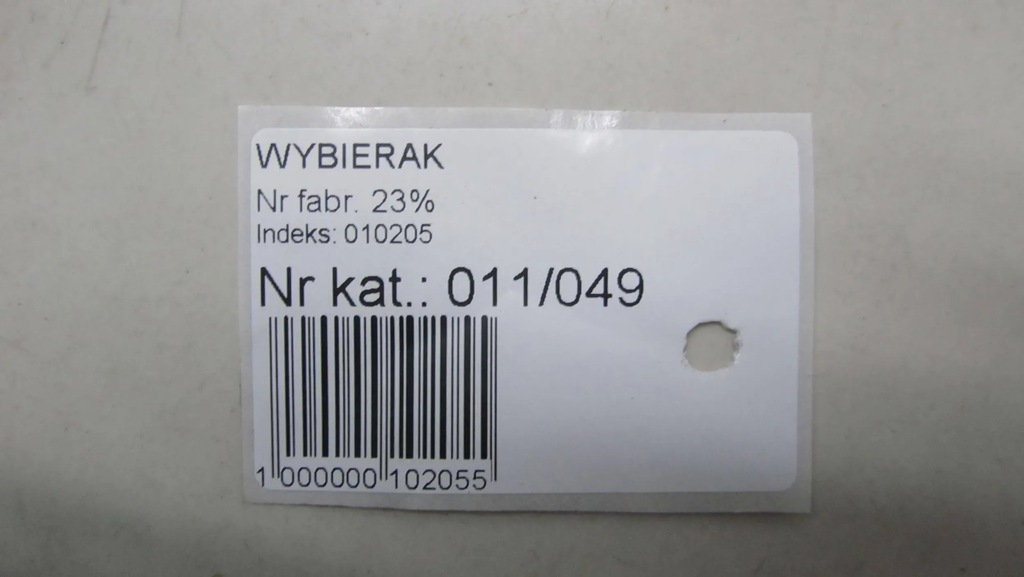 WYBIERAK
Nr fabr. 23%
Indeks: 010205
Nr kat.: 011/049
1 000000 102055